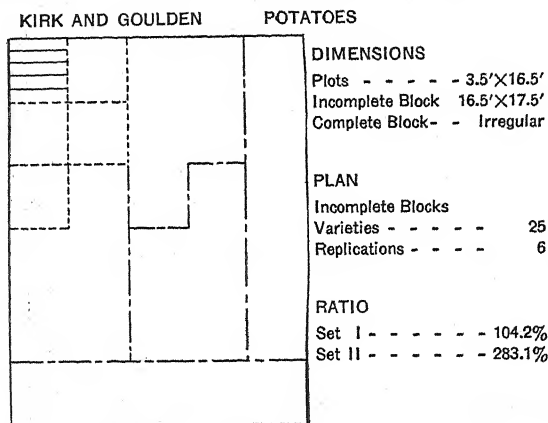 KIRK AND GOULDEN POTATOES
DIMENSIONS
Plots - - - - - 3.5'×16.5'
Incomplete Block 16.5'×17.5'
Complete Block- - Irregular
PLAN
Incomplete Blocks
Varieties - - - - - 25
Replications - - - - 6
RATIO
Set I - - - - - - 104.2%
Set II - - - - - - 283.1%